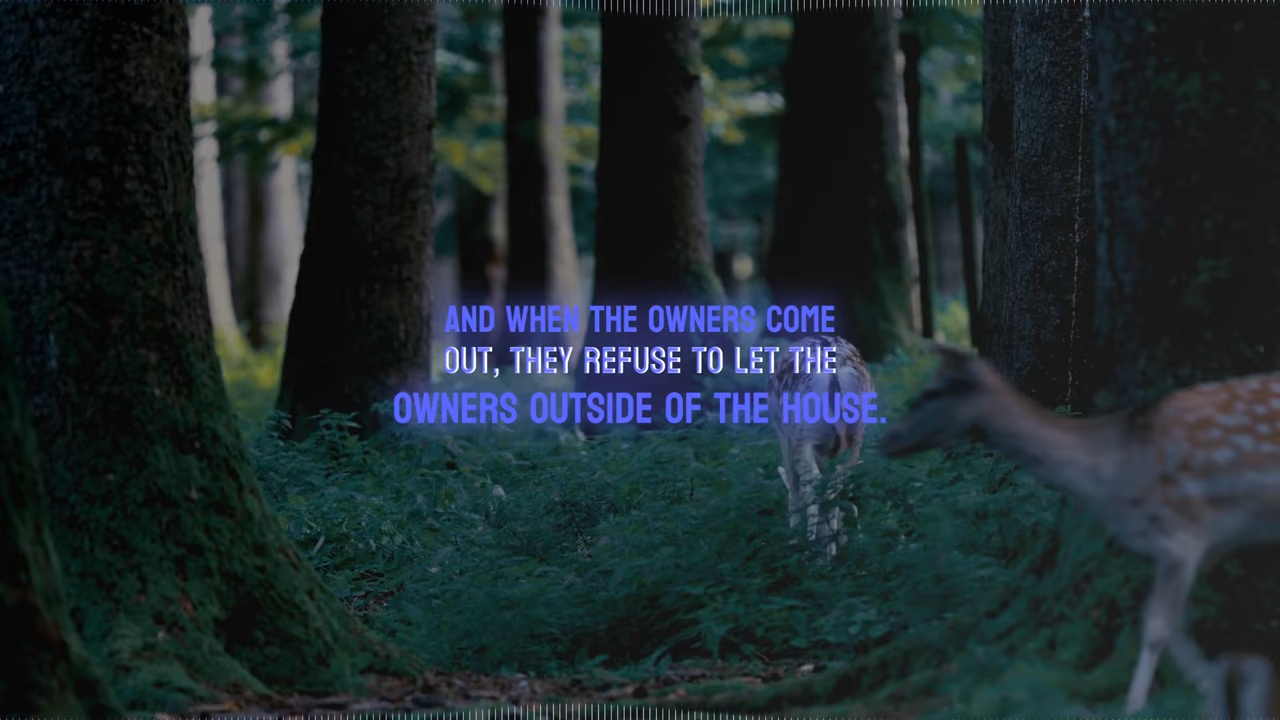 AND WHEN THE OWNERS COME
OUT, THEY REFUSE TO LET THE
OWNERS OUTSIDE OF THE HOUSE.